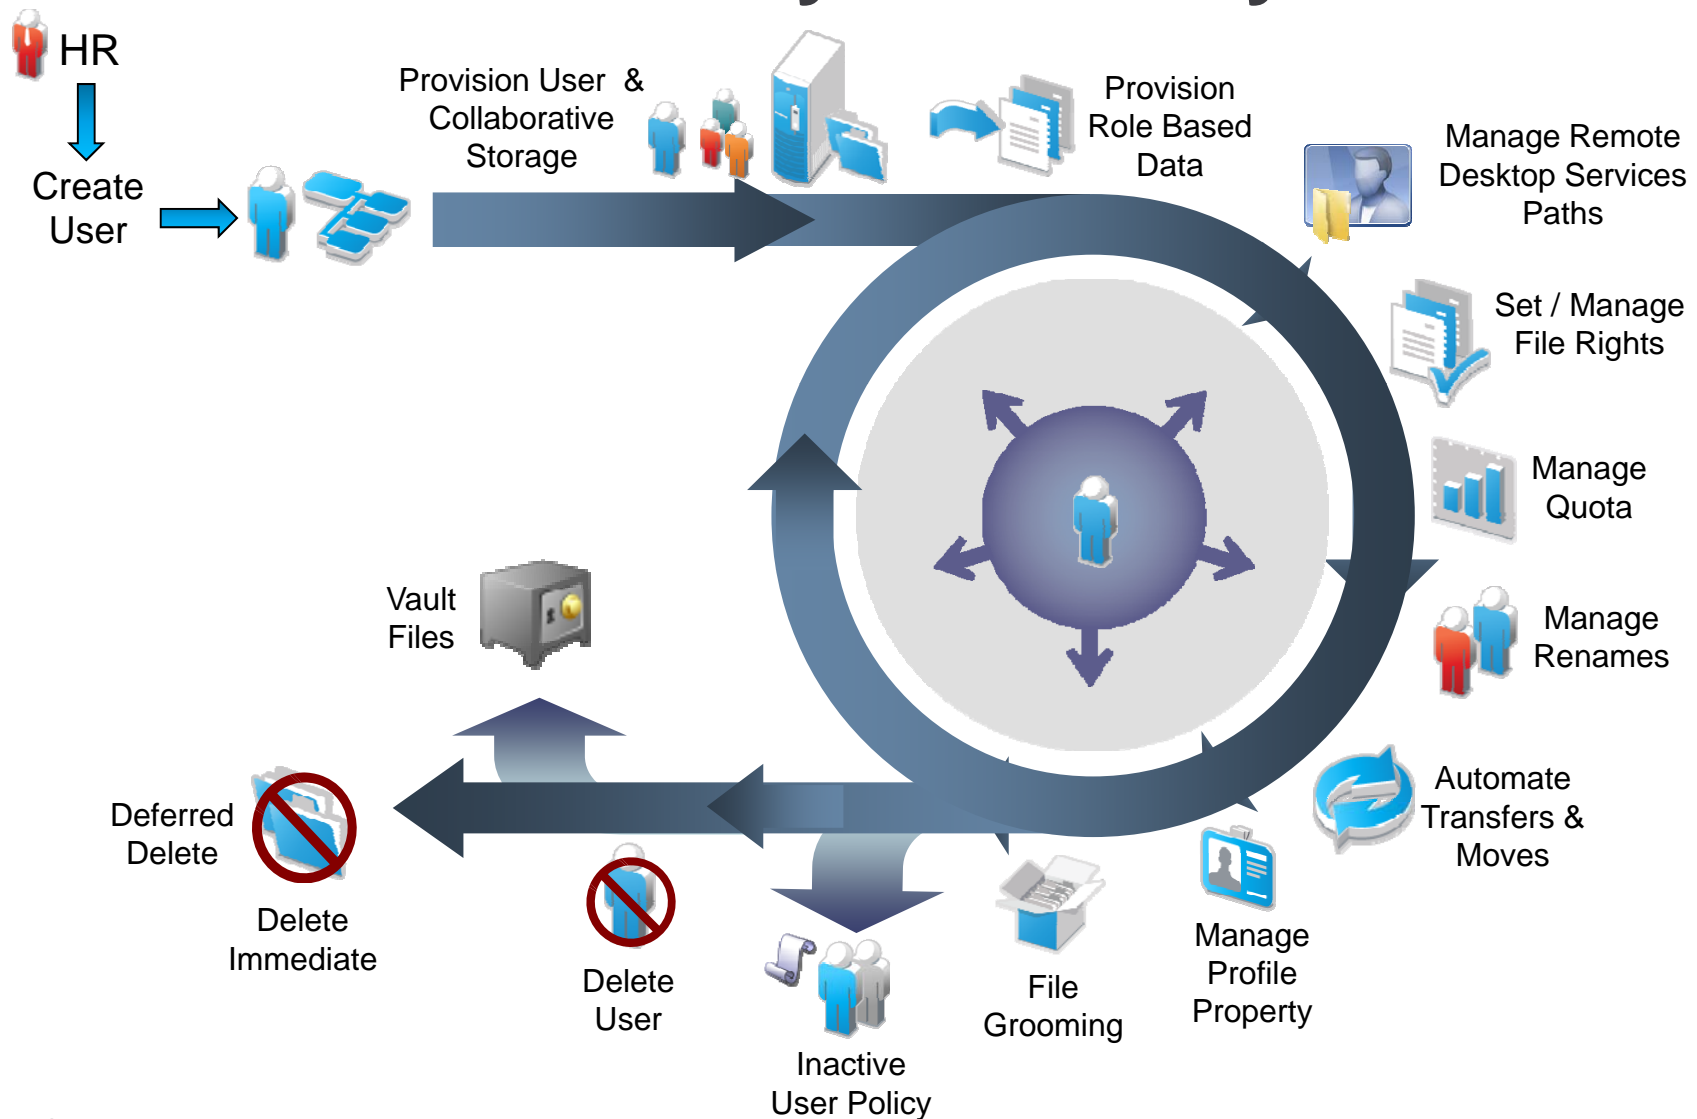 HR
Create
User
Provision User &
Collaborative
Storage
Provision
Role Based
Data
Manage Remote
Desktop Services
Paths
Set / Manage
File Rights
Manage
Quota
Manage
Renames
Automate
Transfers &
Moves
Manage
Profile
Property
File
Grooming
Inactive
User Policy
Delete
User
Vault
Files
Deferred
Delete
Delete
Immediate